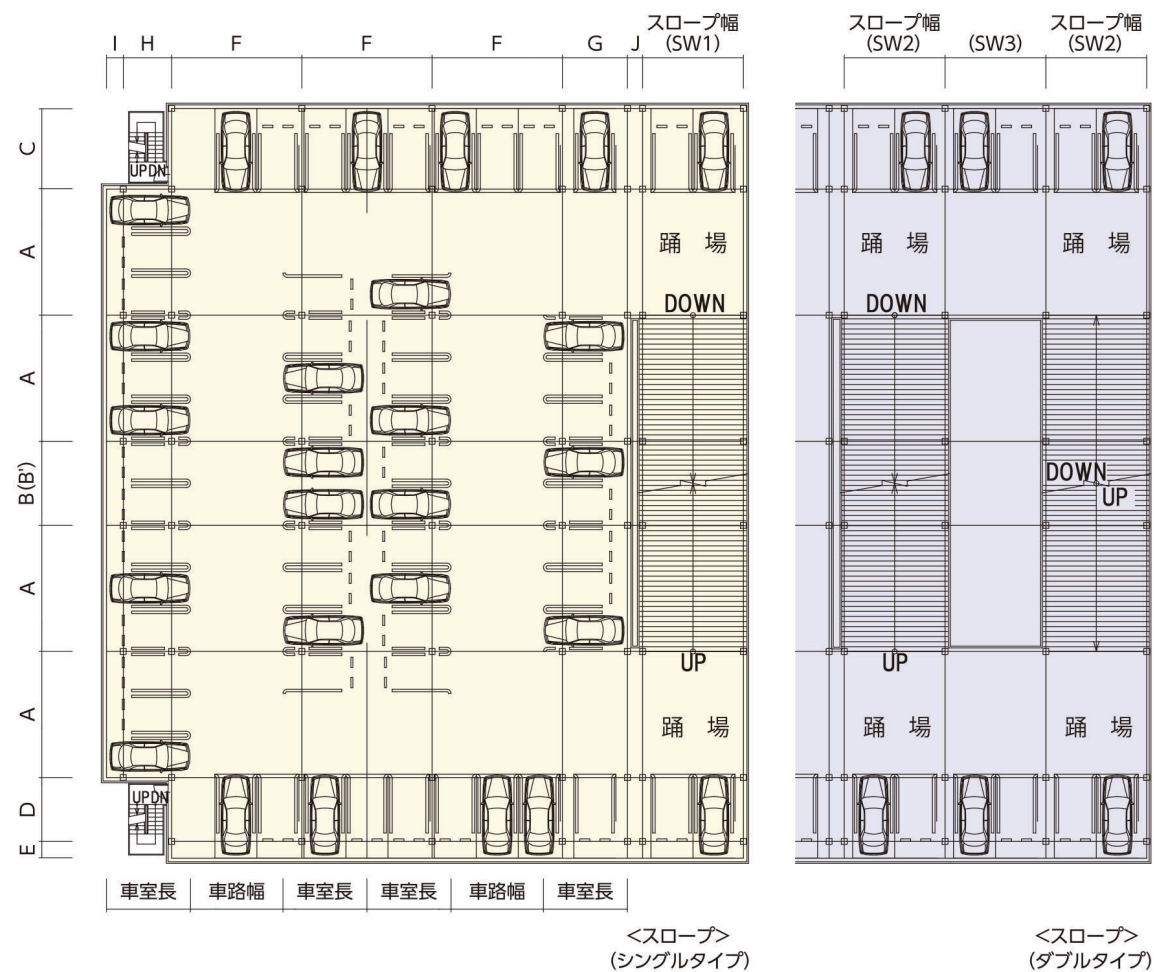 スロープ幅 スロープ幅 スロープ幅
I H F F F G J (SW1) (SW2) (SW3) (SW2)
C
UP DN
A
踊 場 踊 場 踊 場
DOWN DOWN
A
B(B')
DOWN
UP
A
UP UP
A
踊 場 踊 場 踊 場
D
UP DN
E
車室長 車路幅 車室長 車室長 車路幅 車室長
<スロープ> <スロープ>
(シングルタイプ) (ダブルタイプ)